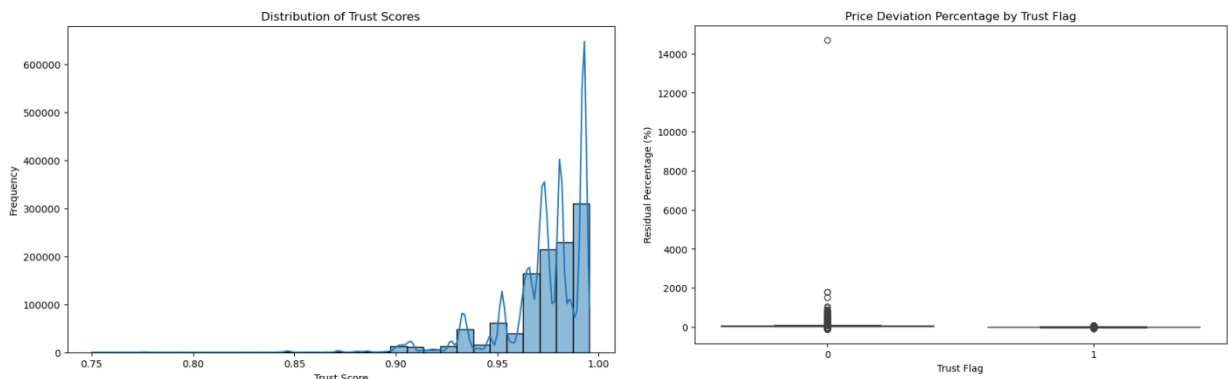 Distribution of Trust Scores
Frequency
600000
500000
400000
300000
200000
100000
0
0.75 0.80 0.85 0.90 0.95 1.00
Trust Score
Price Deviation Percentage by Trust Flag
Residual Percentage (%)
14000
12000
10000
8000
6000
4000
2000
0
0 1
Trust Flag